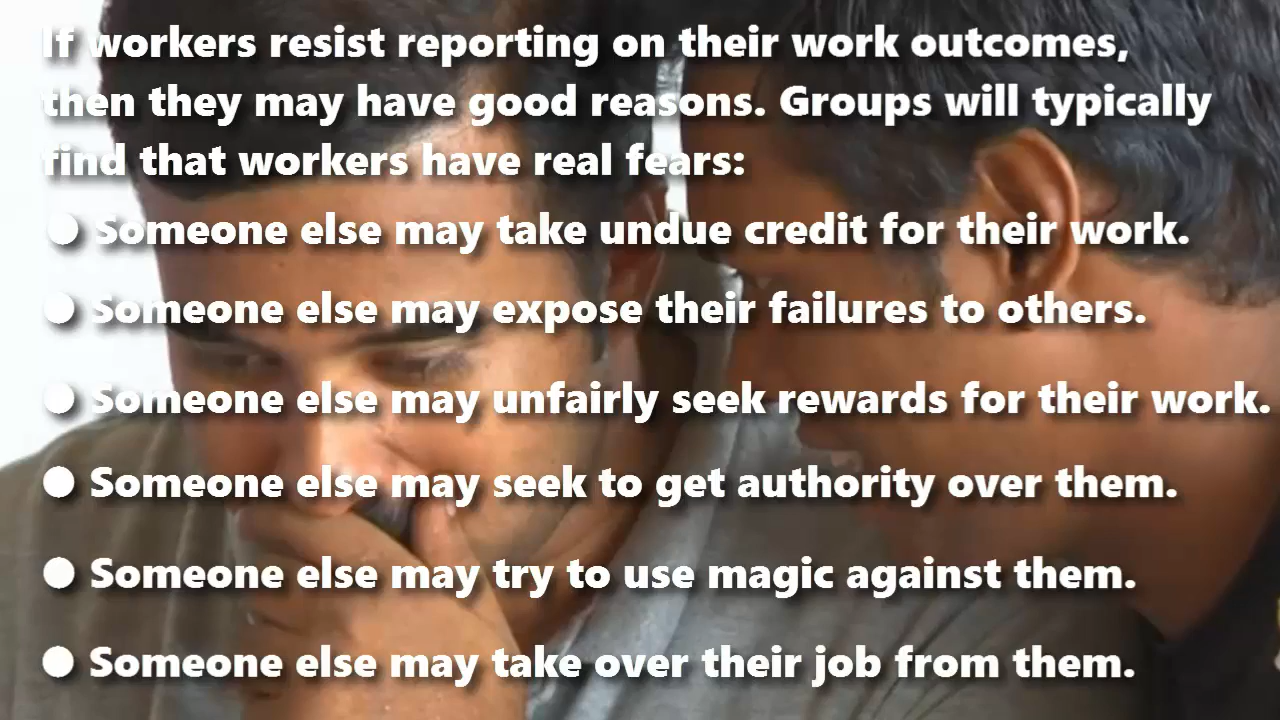 If workers resist reporting on their work outcomes,
then they may have good reasons. Groups will typically
find that workers have real fears:
● Someone else may take undue credit for their work.
● Someone else may expose their failures to others.
● Someone else may unfairly seek rewards for their work.
● Someone else may seek to get authority over them.
● Someone else may try to use magic against them.
● Someone else may take over their job from them.